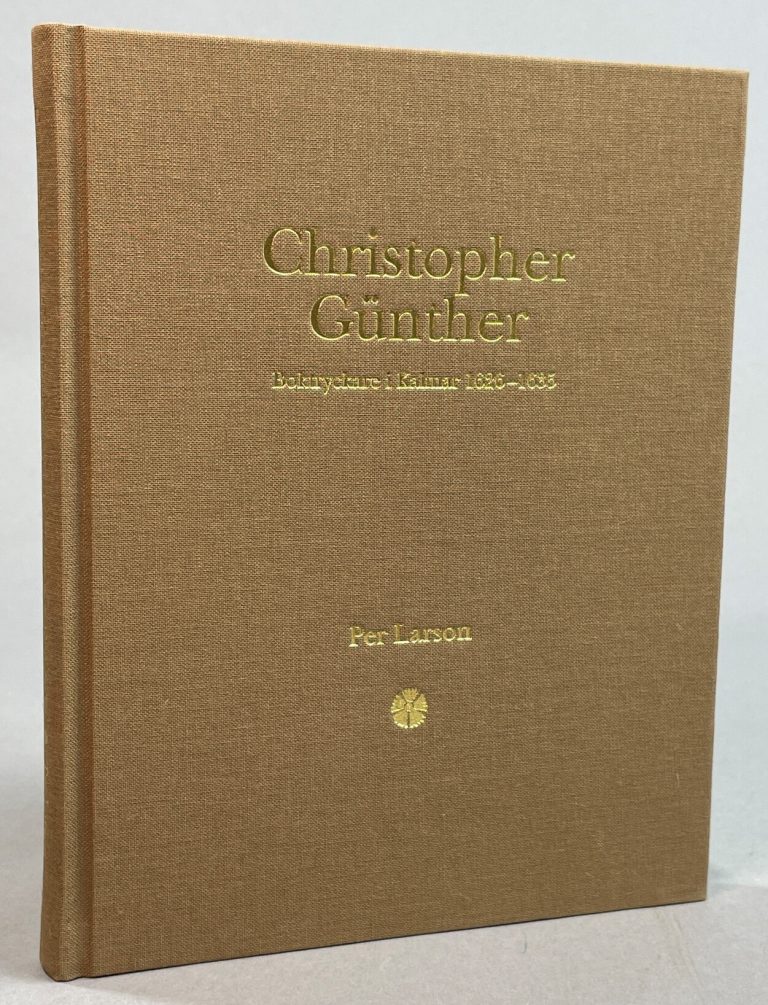 Christopher
Günther
Boktryckare i Kalmar 1626–1635
Per Larson